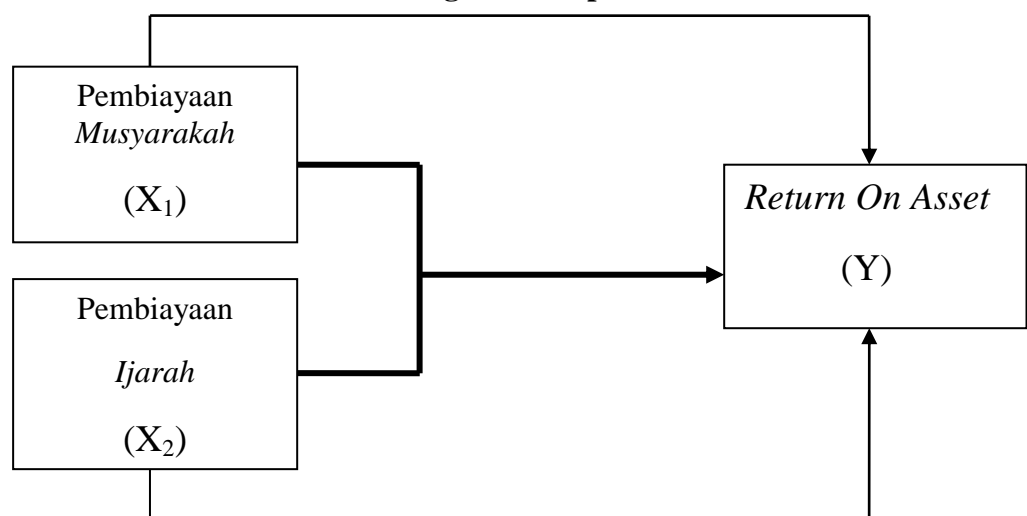 Pembiayaan
Musyarakah
(X₁)
Return On Asset
(Y)
Pembiayaan
Ijarah
(X₂)